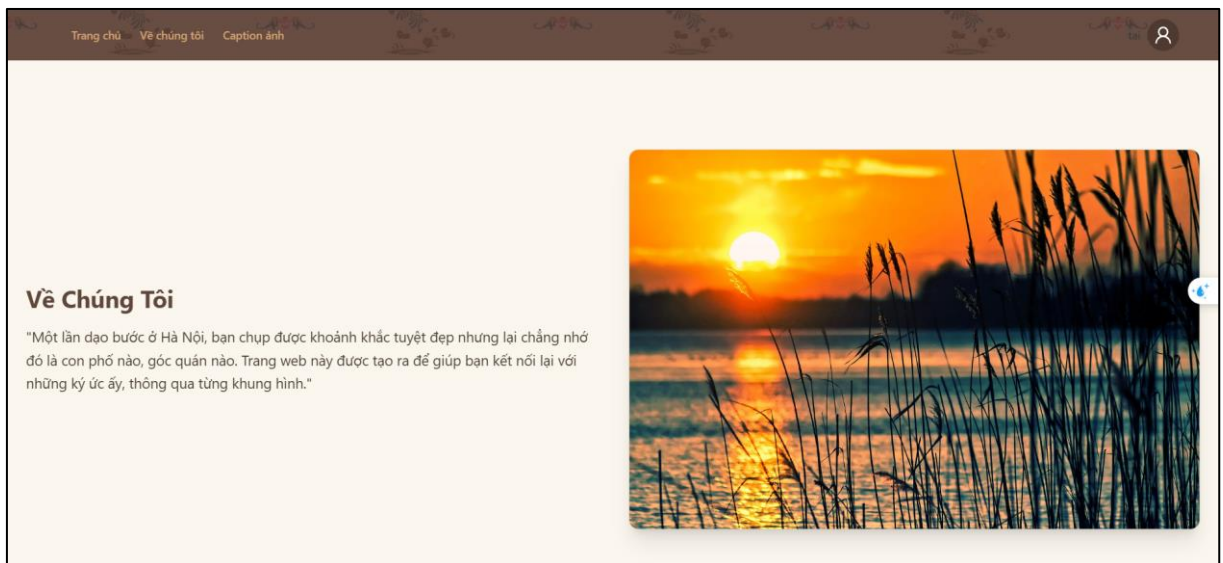 Trang chủ Về chúng tôi Caption ảnh
tai
Về Chúng Tôi
"Một lần dạo bước ở Hà Nội, bạn chụp được khoảnh khắc tuyệt đẹp nhưng lại chẳng nhớ
đó là con phố nào, góc quán nào. Trang web này được tạo ra để giúp bạn kết nối lại với
những ký ức ấy, thông qua từng khung hình."